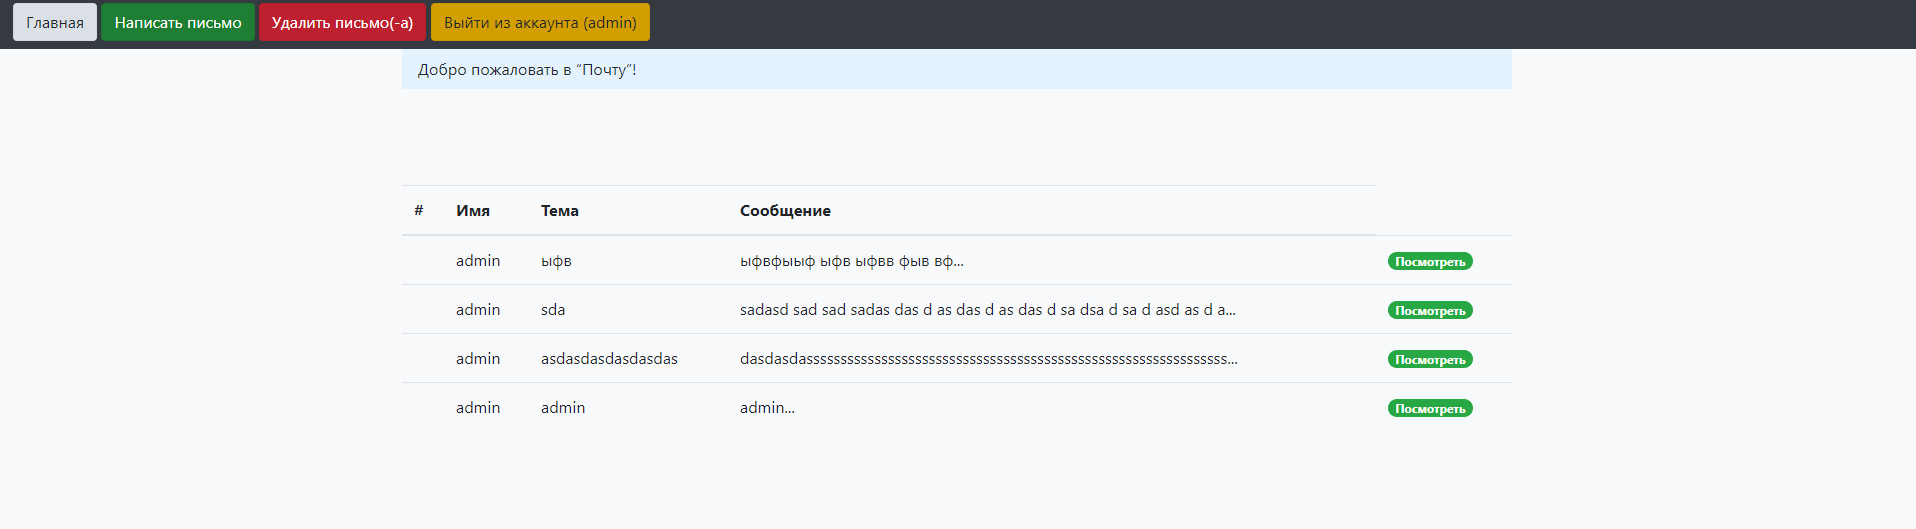 Главная Написать письмо Удалить письмо(-а) Выйти из аккаунта (admin)
Добро пожаловать в “Почту”!
# Имя Тема Сообщение
admin ыфв ыфвфыыф ыфв ыфвв фыв вф... Посмотреть
admin sda sadasd sad sad sadas das d as das d as das d sa dsa d sa d asd as d a... Посмотреть
admin asdasdasdasdasdas dasdasdassssssssssssssssssssssssssssssssssssssssssssssssssssssssssssss... Посмотреть
admin admin admin... Посмотреть